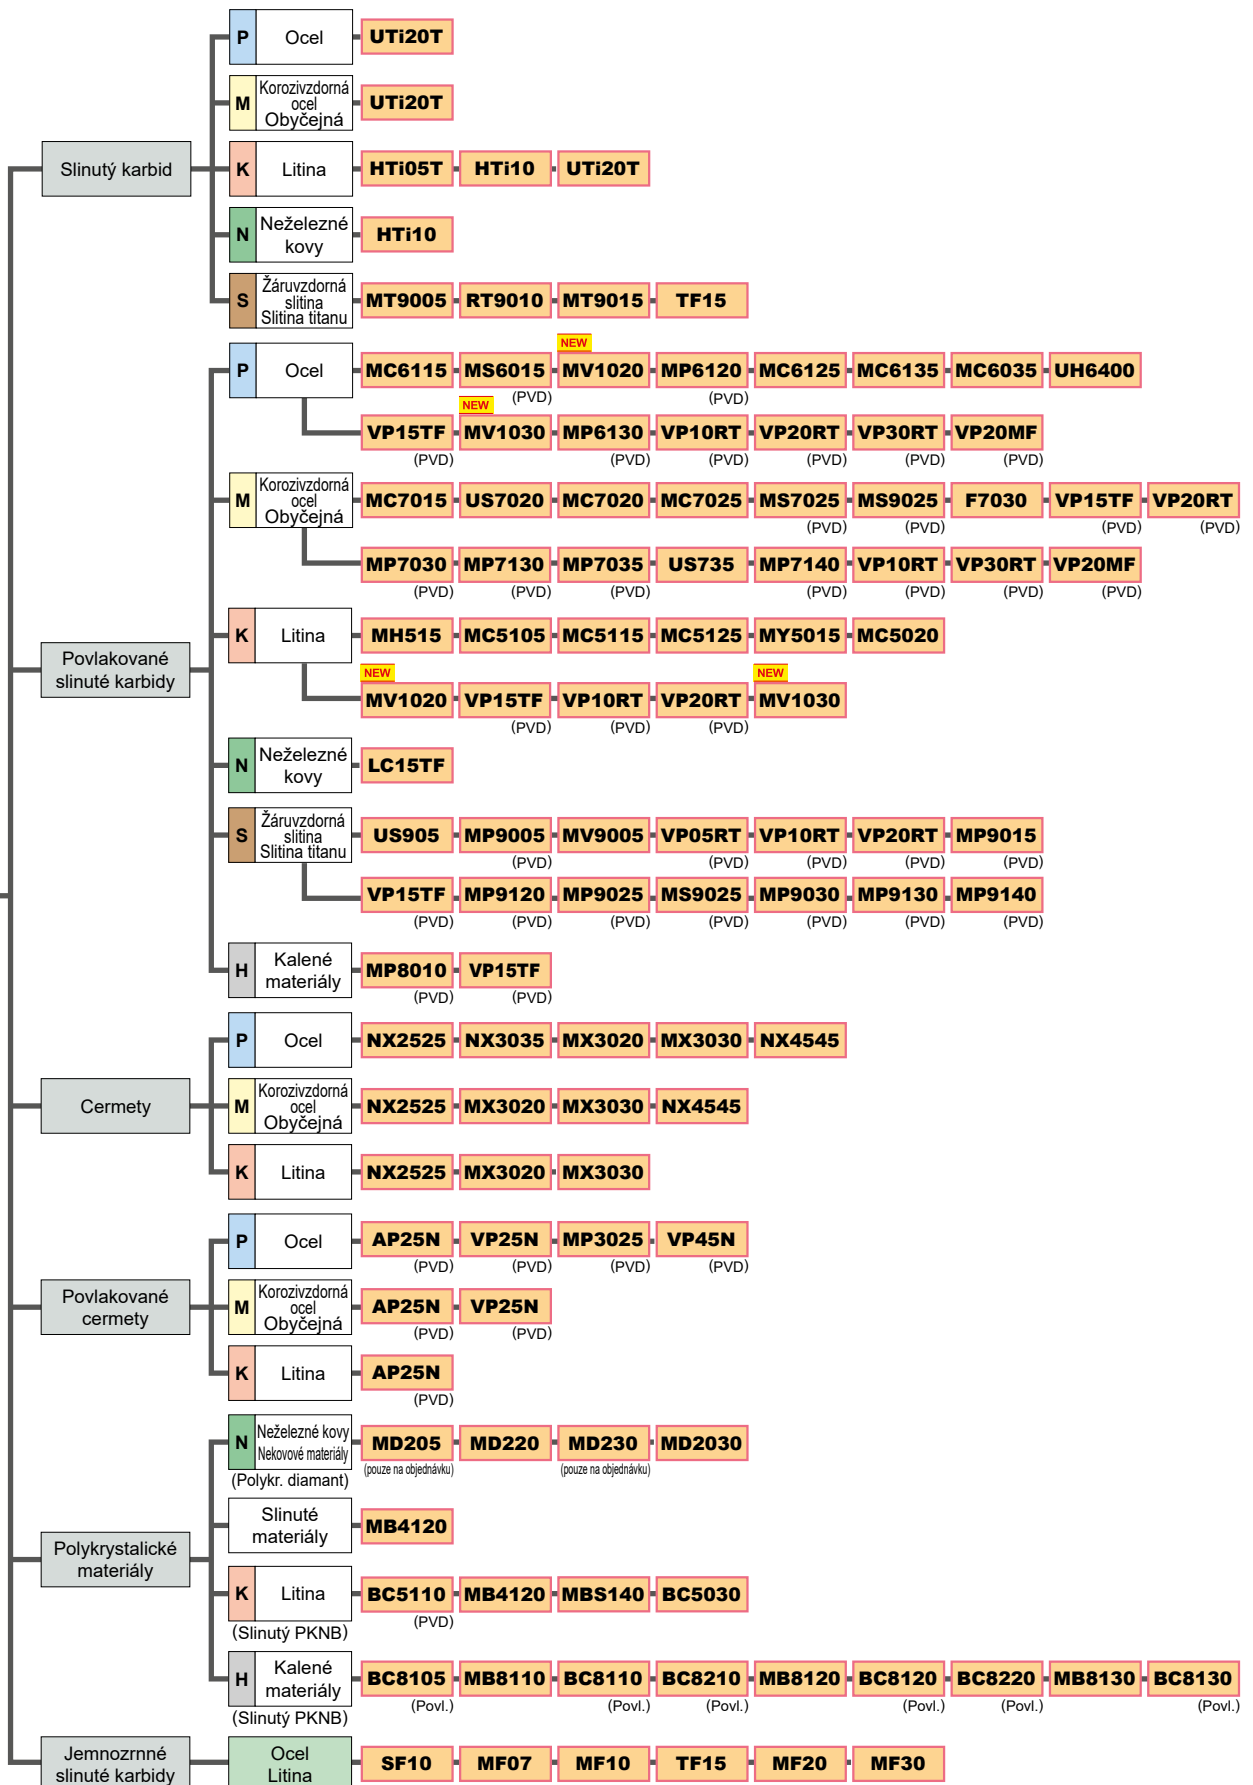 P Ocel UTi20T
M Korozivzdorná
ocel
Obyčejná UTi20T
Slinutý karbid
K Litina HTi05T HTi10 UTi20T
N Neželezné
kovy HTi10
S Žáruvzdorná
slitina
Slitina titanu MT9005 RT9010 MT9015 TF15
NEW
P Ocel MC6115 MS6015 MV1020 MP6120 MC6125 MC6135 MC6035 UH6400
(PVD) (PVD)
NEW
VP15TF MV1030 MP6130 VP10RT VP20RT VP30RT VP20MF
(PVD) (PVD) (PVD) (PVD) (PVD) (PVD)
M Korozivzdorná
ocel
Obyčejná MC7015 US7020 MC7020 MC7025 MS7025 MS9025 F7030 VP15TF VP20RT
(PVD) (PVD) (PVD) (PVD)
MP7030 MP7130 MP7035 US735 MP7140 VP10RT VP30RT VP20MF
(PVD) (PVD) (PVD) (PVD) (PVD) (PVD) (PVD)
K Litina MH515 MC5105 MC5115 MC5125 MY5015 MC5020
Povlakované
slinuté karbidy
NEW NEW
MV1020 VP15TF VP10RT VP20RT MV1030
(PVD) (PVD) (PVD)
N Neželezné
kovy LC15TF
S Žáruvzdorná
slitina
Slitina titanu US905 MP9005 MV9005 VP05RT VP10RT VP20RT MP9015
(PVD) (PVD) (PVD) (PVD) (PVD) (PVD)
VP15TF MP9120 MP9025 MS9025 MP9030 MP9130 MP9140
(PVD) (PVD) (PVD) (PVD) (PVD) (PVD) (PVD)
H Kalené
materiály MP8010 VP15TF
(PVD) (PVD)
P Ocel NX2525 NX3035 MX3020 MX3030 NX4545
Cermety
M Korozivzdorná
ocel
Obyčejná NX2525 MX3020 MX3030 NX4545
K Litina NX2525 MX3020 MX3030
P Ocel AP25N VP25N MP3025 VP45N
(PVD) (PVD) (PVD) (PVD)
Povlakované
cermety
M Korozivzdorná
ocel
Obyčejná AP25N VP25N
(PVD) (PVD)
K Litina AP25N
(PVD)
N Neželezné kovy
Nekovové materiály MD205 MD220 MD230 MD2030
(Polykr. diamant) (pouze na objednávku) (pouze na objednávku)
Slinuté
materiály MB4120
Polykrystalické
materiály
K Litina BC5110 MB4120 MBS140 BC5030
(Slinutý PKNB) (PVD)
H Kalené
materiály BC8105 MB8110 BC8110 BC8210 MB8120 BC8120 BC8220 MB8130 BC8130
(Slinutý PKNB) (Povl.) (Povl.) (Povl.) (Povl.) (Povl.) (Povl.)
Jemnozrnné
slinuté karbidy
Ocel
Litina SF10 MF07 MF10 TF15 MF20 MF30